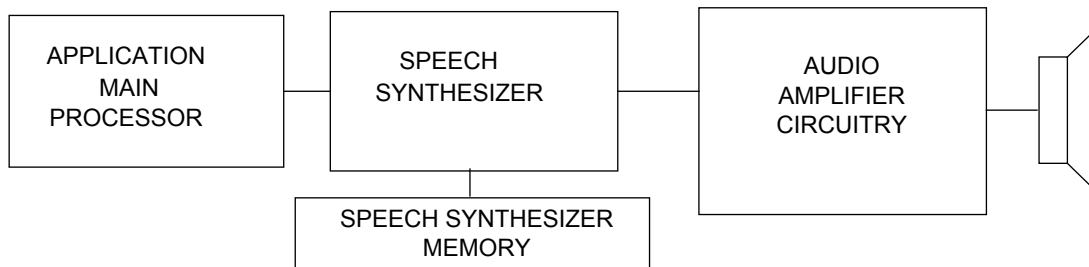 APPLICATION
MAIN
PROCESSOR
SPEECH
SYNTHESIZER
AUDIO
AMPLIFIER
CIRCUITRY
SPEECH SYNTHESIZER
MEMORY